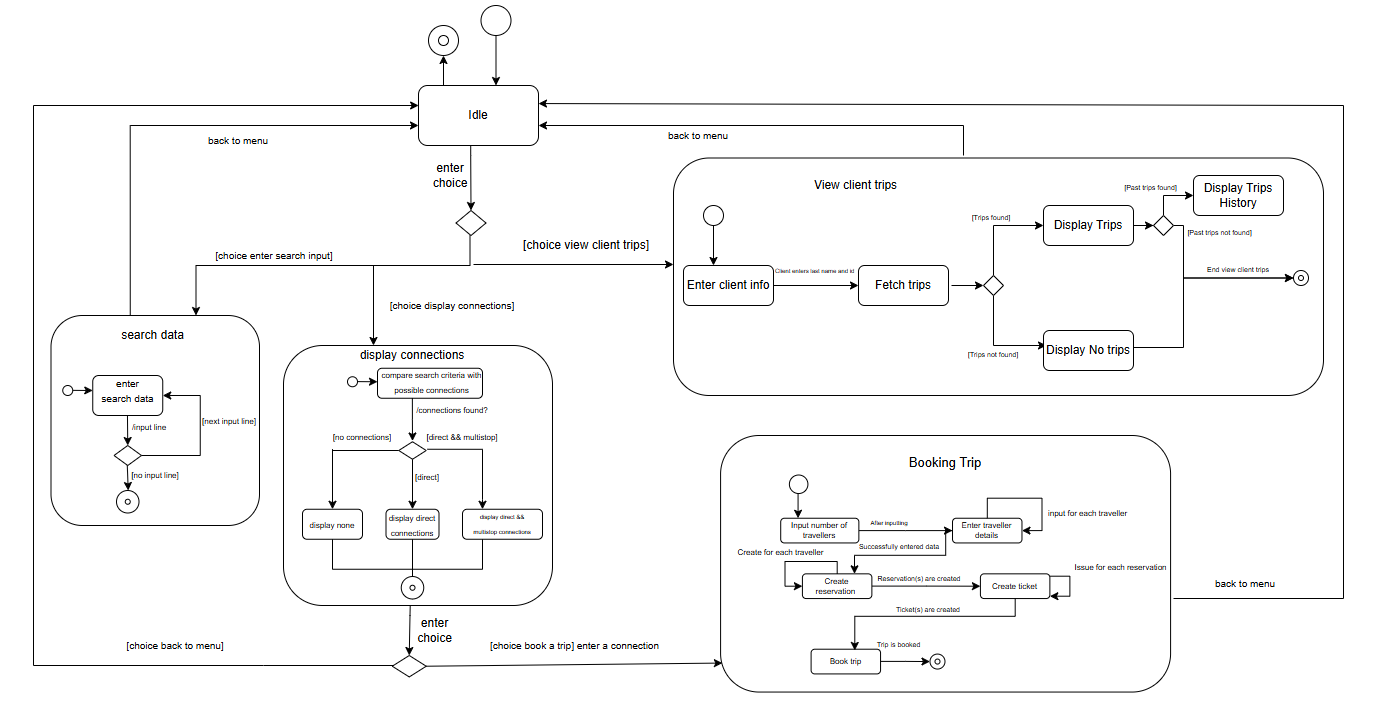 Idle
back to menu
back to menu
enter
choice
[choice enter search input]
[choice view client trips]
[choice display connections]
View client trips
Enter client info
Client enters last name and id
Fetch trips
[Trips found]
[Trips not found]
Display Trips
Display No trips
[Past trips found]
Display Trips
History
[Past trips not found]
End view client trips
search data
enter
search data
/input line
[next input line]
[no input line]
display connections
compare search criteria with
possible connections
/connections found?
[no connections]
[direct && multistop]
[direct]
display none
display direct
connections
display direct &&
multistop connections
enter
choice
[choice back to menu]
[choice book a trip] enter a connection
Booking Trip
Input number of
travellers
After inputting
Enter traveller
details
input for each traveller
Successfully entered data
Create for each traveller
Create
reservation
Reservation(s) are created
Create ticket
Issue for each reservation
Ticket(s) are created
Book trip
Trip is booked
back to menu